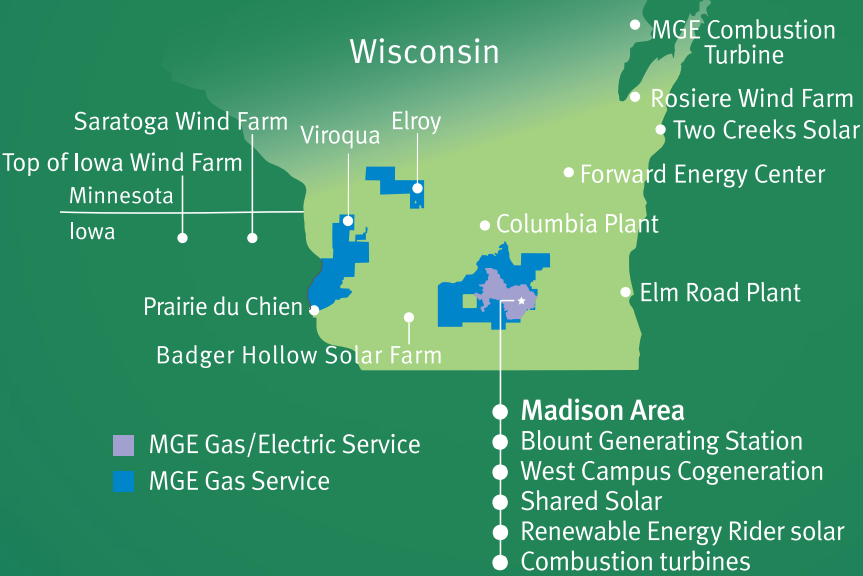 MGE Combustion
Turbine
Wisconsin
Rosiere Wind Farm
Saratoga Wind Farm
Viroqua
Elroy
Two Creeks Solar
Top of Iowa Wind Farm
Forward Energy Center
Minnesota
Iowa
Columbia Plant
Prairie du Chien
Elm Road Plant
Badger Hollow Solar Farm
Madison Area
Blount Generating Station
West Campus Cogeneration
Shared Solar
Renewable Energy Rider solar
Combustion turbines
MGE Gas/Electric Service
MGE Gas Service